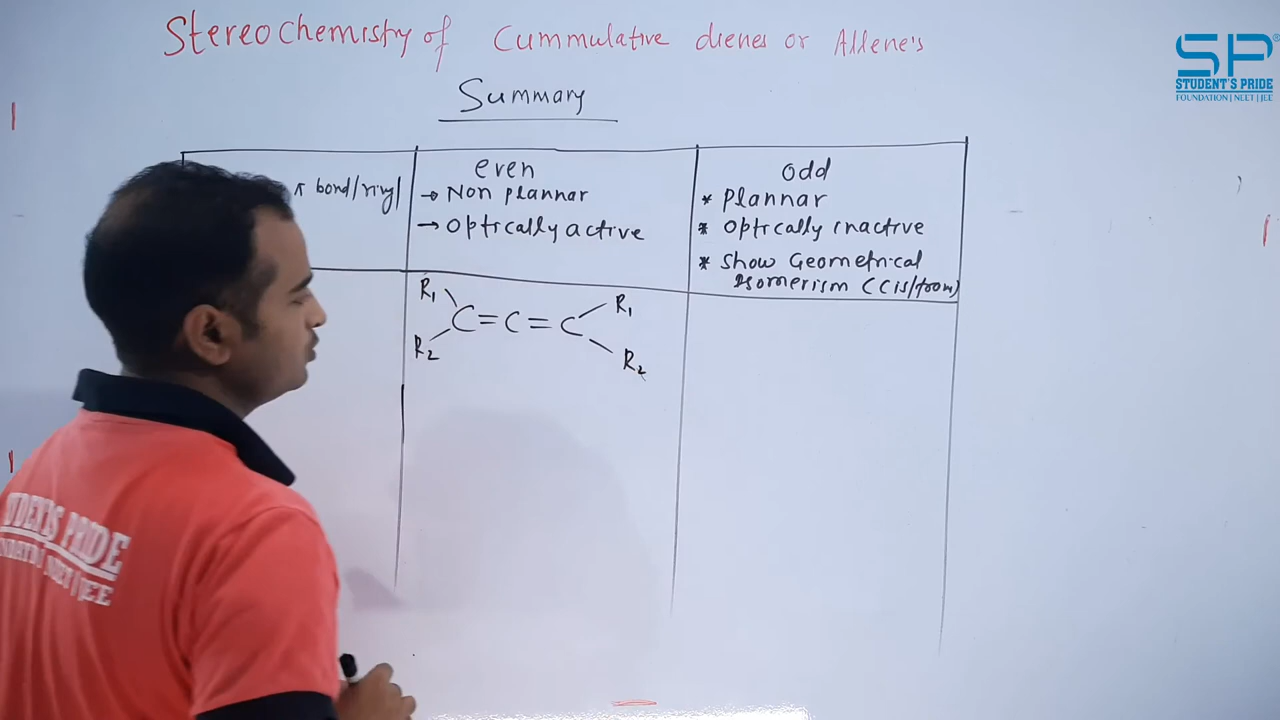 Stereochemistry of Cummulative dienes or Allene's
Summary
SP®
STUDENT'S PRIDE
FOUNDATION | NEET | JEE
π bond/ring/
even
→ Non plannar
→ Optically active
odd
* plannar
* optically inactive
* Show Geometrical
Isomerism (Cis/trans)
R₁ R₁
C=C=C
R₂ R₂
PRIDE